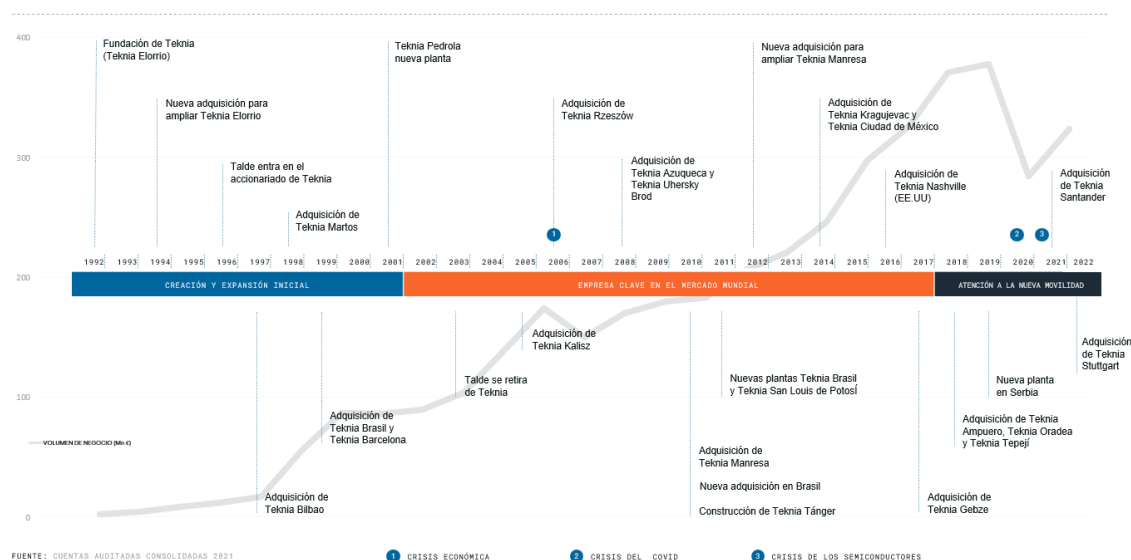 400
Fundación de Teknia
(Teknia Elorrio)
Teknia Pedrola
nueva planta
Nueva adquisición para
ampliar Teknia Manresa
Nueva adquisición para
ampliar Teknia Elorrio
Adquisición de
Teknia Rzeszów
Adquisición de
Teknia Kragujevac y
Teknia Ciudad de México
300
Talde entra en el
accionariado de Teknia
Adquisición de
Teknia Azuqueca y
Teknia Uhersky
Brod
Adquisición de
Teknia Nashville
(EE.UU)
Adquisición
de Teknia
Santander
Adquisición de
Teknia Martos
1
2
3
1992 1993 1994 1995 1996 1997 1998 1999 2000 2001 2002 2003 2004 2005 2006 2007 2008 2009 2010 2011 2012 2013 2014 2015 2016 2017 2018 2019 2020 2021 2022
200
CREACIÓN Y EXPANSIÓN INICIAL
EMPRESA CLAVE EN EL MERCADO MUNDIAL
ATENCIÓN A LA NUEVA MOVILIDAD
Adquisición de
Teknia Kalisz
Adquisición
de Teknia
Stuttgart
Talde se retira
de Teknia
Nuevas plantas Teknia Brasil
y Teknia San Louis de Potosí
Nueva planta
en Serbia
100
Adquisición de
Teknia Brasil y
Teknia Barcelona
Adquisición de Teknia
Ampuero, Teknia Oradea
y Teknia Tepejí
VOLUMEN DE NEGOCIO (Mn €)
Adquisición de
Teknia Manresa
Nueva adquisición en Brasil
Construcción de Teknia Tánger
Adquisición de
Teknia Bilbao
Adquisición de
Teknia Gebze
0
FUENTE: CUENTAS AUDITADAS CONSOLIDADAS 2021
1 CRISIS ECONÓMICA
2 CRISIS DEL COVID
3 CRISIS DE LOS SEMICONDUCTORES